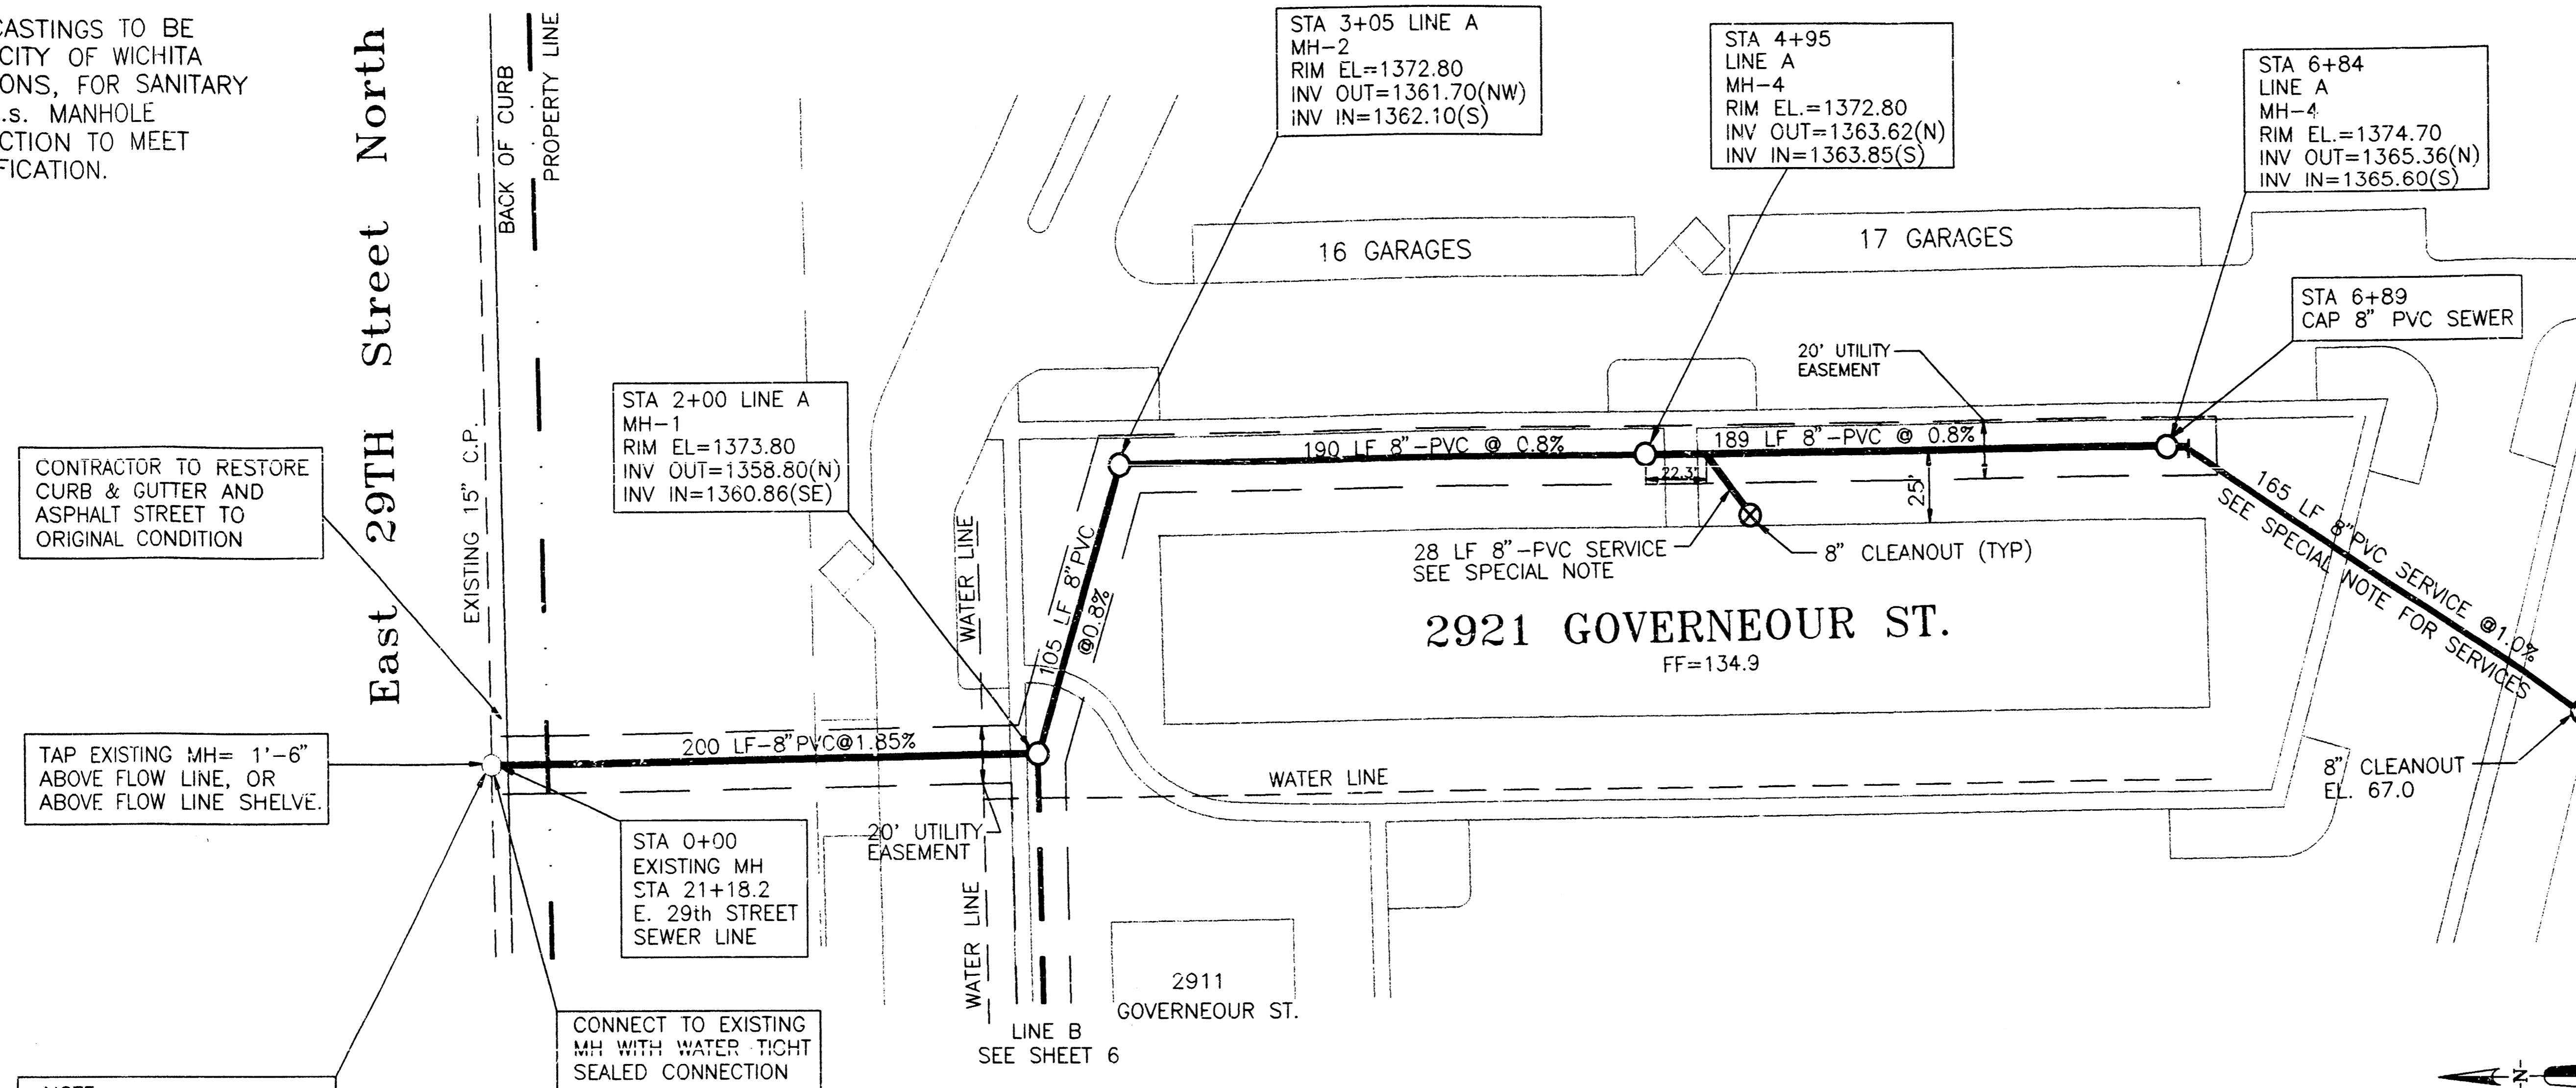 CASTINGS TO BE
CITY OF WICHITA
ONS, FOR SANITARY
.s. MANHOLE
CTION TO MEET
FICATION.
East 29TH Street North
EXISTING 15" C.P.
BACK OF CURB
PROPERTY LINE
STA 3+05 LINE A
MH-2
RIM EL=1372.80
INV OUT=1361.70(NW)
INV IN=1362.10(S)
STA 4+95
LINE A
MH-4
RIM EL.=1372.80
INV OUT=1363.62(N)
INV IN=1363.85(S)
STA 6+84
LINE A
MH-4
RIM EL.=1374.70
INV OUT=1365.36(N)
INV IN=1365.60(S)
16 GARAGES
17 GARAGES
STA 6+89
CAP 8" PVC SEWER
20' UTILITY
EASEMENT
STA 2+00 LINE A
MH-1
RIM EL=1373.80
INV OUT=1358.80(N)
INV IN=1360.86(SE)
CONTRACTOR TO RESTORE
CURB & GUTTER AND
ASPHALT STREET TO
ORIGINAL CONDITION
190 LF 8"-PVC @ 0.8%
189 LF 8"-PVC @ 0.8%
22.3'
25'
165 LF 8"PVC SERVICE @1.0%
SEE SPECIAL NOTE FOR SERVICES
WATER LINE
105 LF 8"PVC
@0.8%
28 LF 8"-PVC SERVICE
SEE SPECIAL NOTE
8" CLEANOUT (TYP)
2921 GOVERNEOUR ST.
FF=134.9
TAP EXISTING MH= 1'-6"
ABOVE FLOW LINE, OR
ABOVE FLOW LINE SHELVE.
200 LF-8"PVC@1.85%
WATER LINE
8" CLEANOUT
EL. 67.0
STA 0+00
EXISTING MH
STA 21+18.2
E. 29th STREET
SEWER LINE
20' UTILITY
EASEMENT
WATER LINE
2911
GOVERNEOUR ST.
LINE B
SEE SHEET 6
CONNECT TO EXISTING
MH WITH WATER TIGHT
SEALED CONNECTION
N